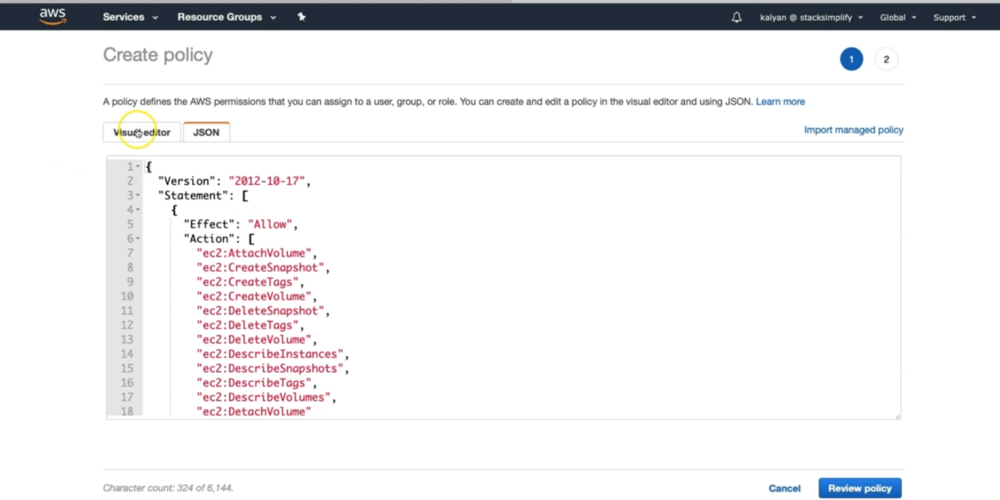 aws Services Resource Groups kalyan @ stacksimplify Global Support
Create policy
1 2
A policy defines the AWS permissions that you can assign to a user, group, or role. You can create and edit a policy in the visual editor and using JSON. Learn more
Visual editor JSON Import managed policy
1 {
2 "Version": "2012-10-17",
3 "Statement": [
4 {
5 "Effect": "Allow",
6 "Action": [
7 "ec2:AttachVolume",
8 "ec2:CreateSnapshot",
9 "ec2:CreateTags",
10 "ec2:CreateVolume",
11 "ec2:DeleteSnapshot",
12 "ec2:DeleteTags",
13 "ec2:DeleteVolume",
14 "ec2:DescribeInstances",
15 "ec2:DescribeSnapshots",
16 "ec2:DescribeTags",
17 "ec2:DescribeVolumes",
18 "ec2:DetachVolume"
Character count: 324 of 6,144. Cancel Review policy